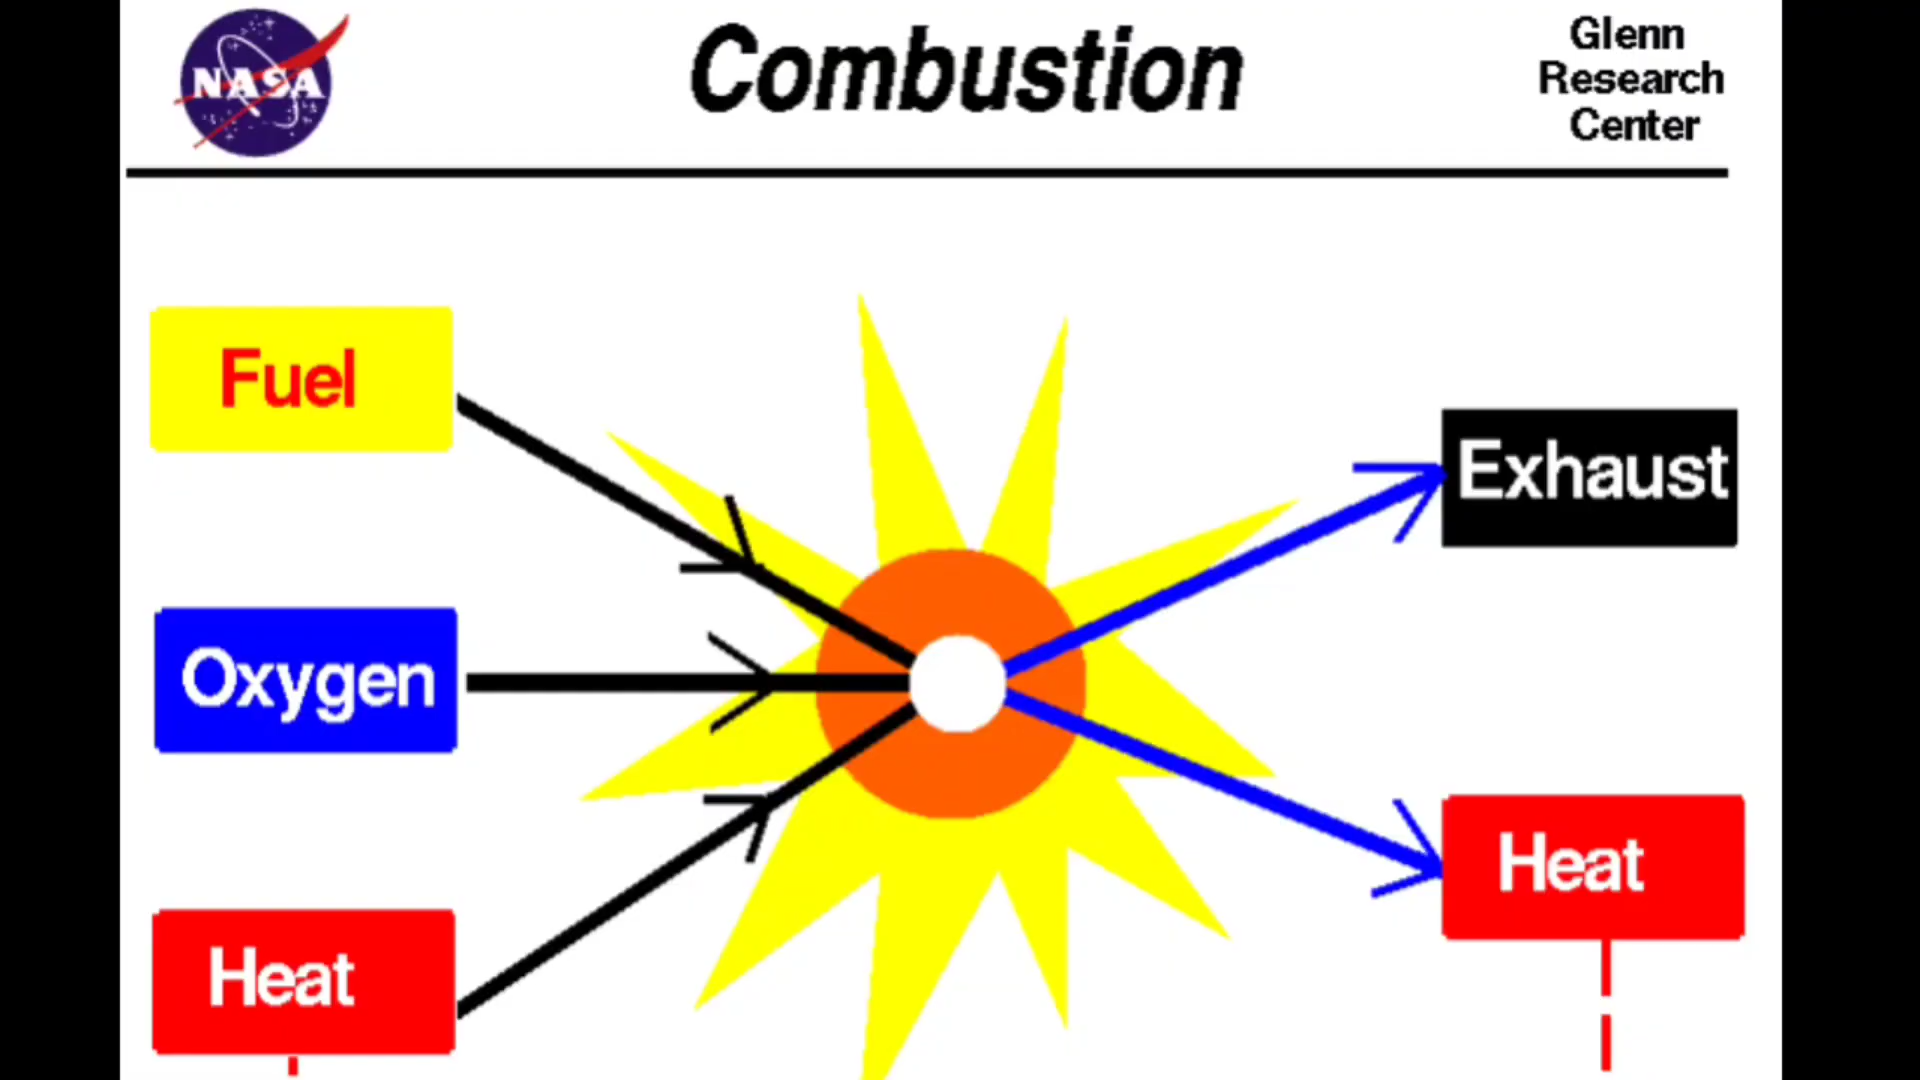 NASA
Combustion
Glenn
Research
Center
Fuel
Oxygen
Heat
Exhaust
Heat